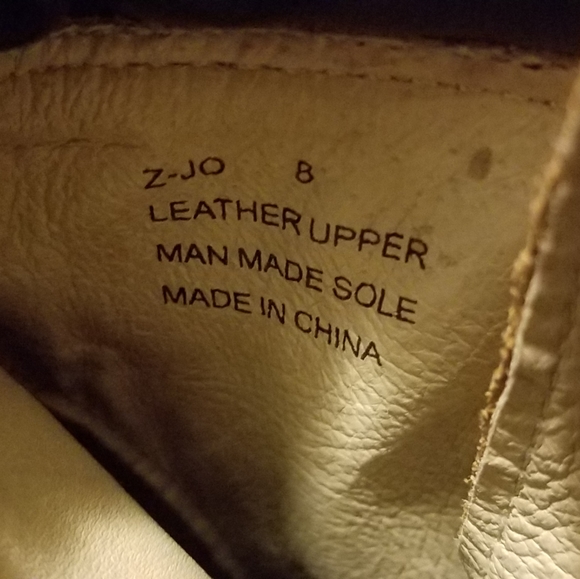 Z-JO 8
LEATHER UPPER
MAN MADE SOLE
MADE IN CHINA